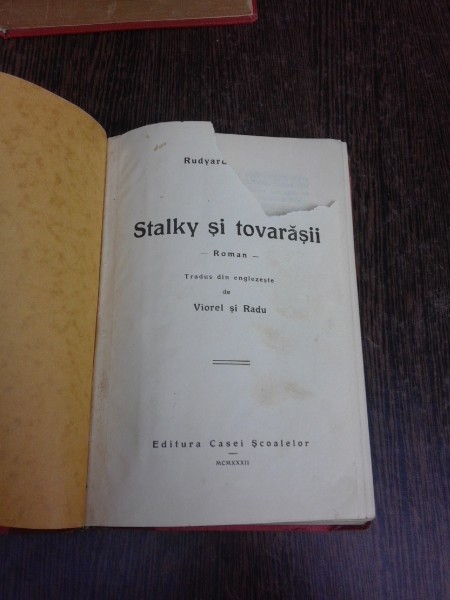 Rudyard
Stalky și tovarășii
— Roman —
Tradus din englezește
de
Viorel și Radu
Editura Casei Școalelor
MCMXXXII